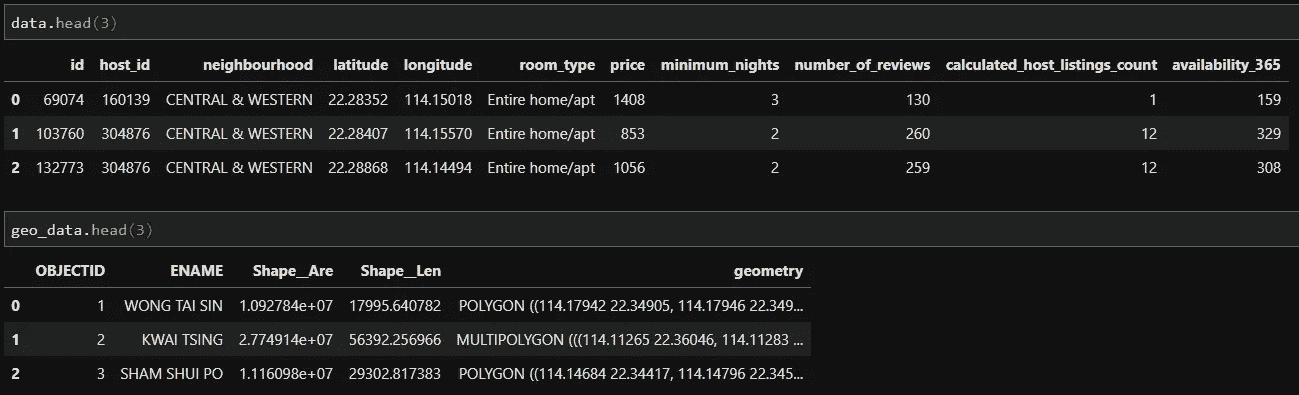 data.head(3)
id host_id neighbourhood latitude longitude room_type price minimum_nights number_of_reviews calculated_host_listings_count availability_365
0 69074 160139 CENTRAL & WESTERN 22.28352 114.15018 Entire home/apt 1408 3 130 1 159
1 103760 304876 CENTRAL & WESTERN 22.28407 114.15570 Entire home/apt 853 2 260 12 329
2 132773 304876 CENTRAL & WESTERN 22.28868 114.14494 Entire home/apt 1056 2 259 12 308
geo_data.head(3)
OBJECTID ENAME Shape__Are Shape__Len geometry
0 1 WONG TAI SIN 1.092784e+07 17995.640782 POLYGON ((114.17942 22.34905, 114.17946 22.349...
1 2 KWAI TSING 2.774914e+07 56392.256966 MULTIPOLYGON (((114.11265 22.36046, 114.11283 ...
2 3 SHAM SHUI PO 1.116098e+07 29302.817383 POLYGON ((114.14684 22.34417, 114.14796 22.345...